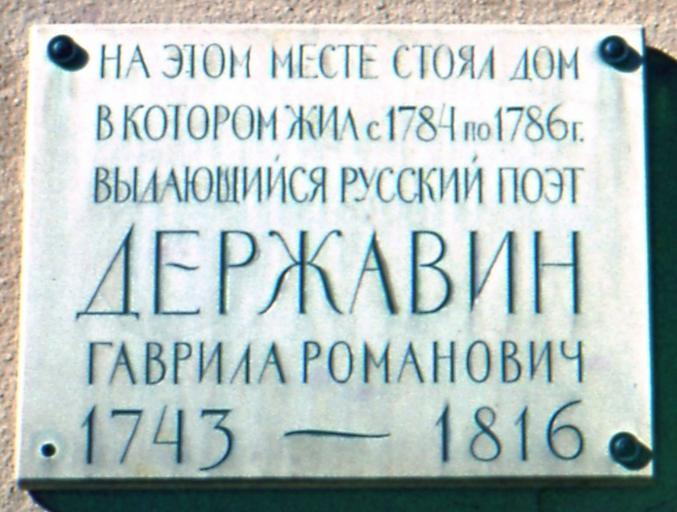 НА ЭТОМ МЕСТЕ СТОЯЛ ДОМ
В КОТОРОМ ЖИЛ с 1784 по 1786 г.
ВЫДАЮЩИЙСЯ РУССКИЙ ПОЭТ
ДЕРЖАВИН
ГАВРИЛА РОМАНОВИЧ
1743 — 1816